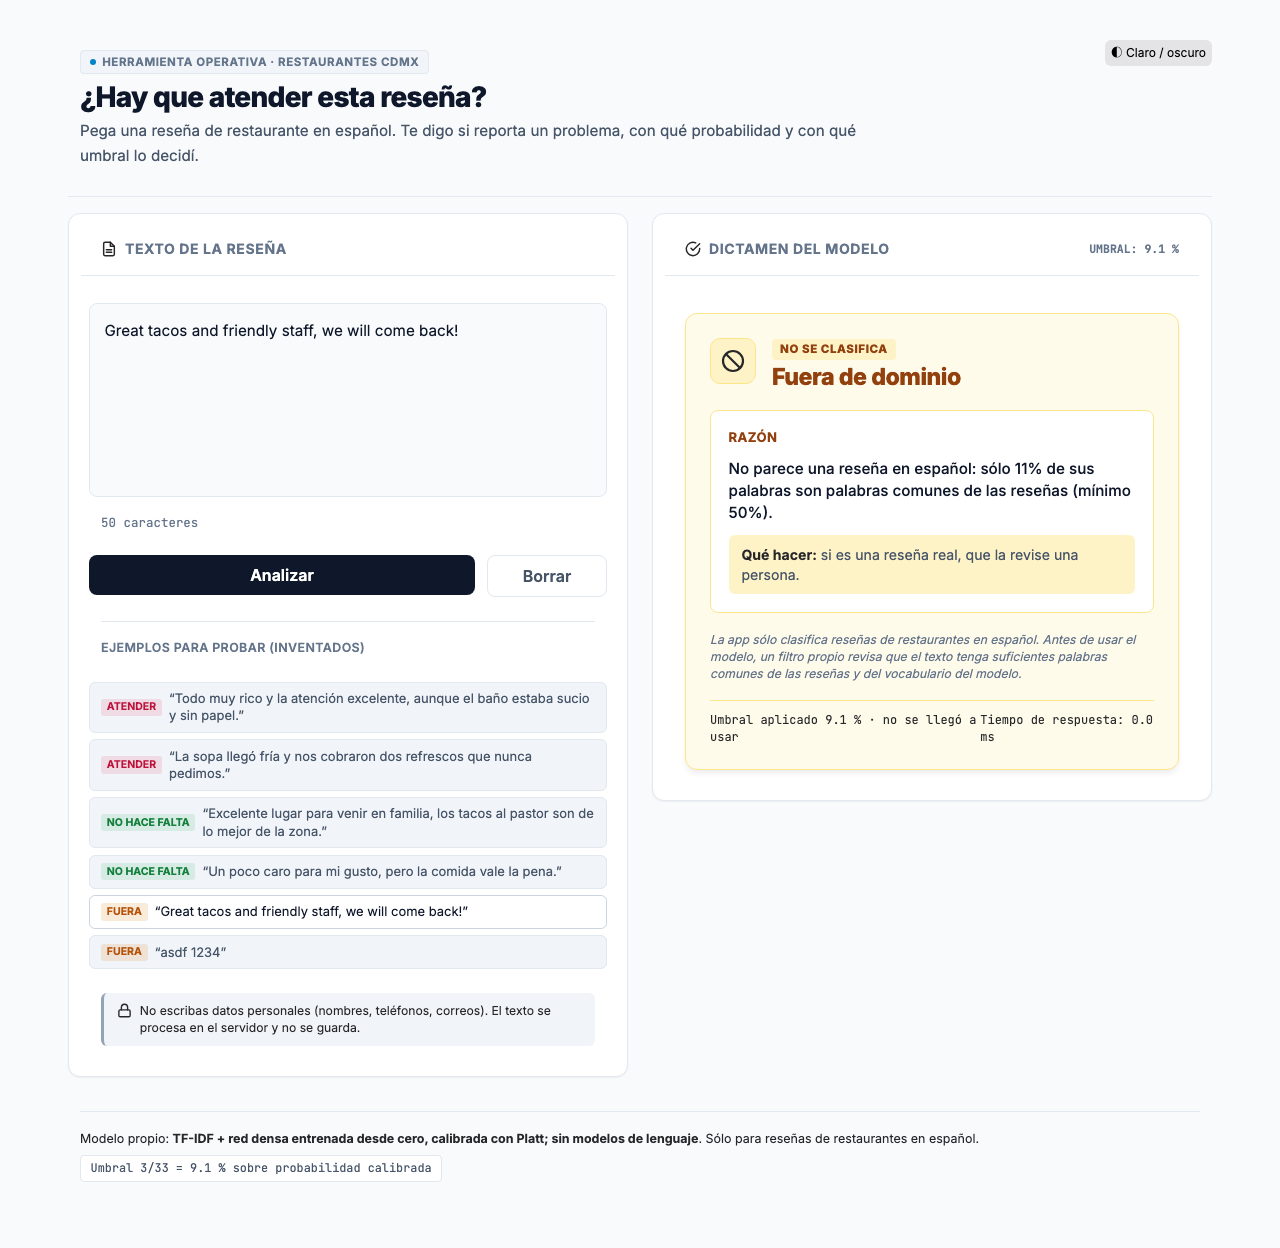 HERRAMIENTA OPERATIVA · RESTAURANTES CDMX
Claro / oscuro
¿Hay que atender esta reseña?
Pega una reseña de restaurante en español. Te digo si reporta un problema, con qué probabilidad y con qué
umbral lo decidí.
TEXTO DE LA RESEÑA
Great tacos and friendly staff, we will come back!
50 caracteres
Analizar
Borrar
EJEMPLOS PARA PROBAR (INVENTADOS)
ATENDER “Todo muy rico y la atención excelente, aunque el baño estaba sucio
y sin papel.”
ATENDER “La sopa llegó fría y nos cobraron dos refrescos que nunca
pedimos.”
NO HACE FALTA “Excelente lugar para venir en familia, los tacos al pastor son de
lo mejor de la zona.”
NO HACE FALTA “Un poco caro para mi gusto, pero la comida vale la pena.”
FUERA “Great tacos and friendly staff, we will come back!”
FUERA “asdf 1234”
No escribas datos personales (nombres, teléfonos, correos). El texto se
procesa en el servidor y no se guarda.
DICTAMEN DEL MODELO
UMBRAL: 9.1 %
NO SE CLASIFICA
Fuera de dominio
RAZÓN
No parece una reseña en español: sólo 11% de sus
palabras son palabras comunes de las reseñas (mínimo
50%).
Qué hacer: si es una reseña real, que la revise una
persona.
La app sólo clasifica reseñas de restaurantes en español. Antes de usar el
modelo, un filtro propio revisa que el texto tenga suficientes palabras
comunes de las reseñas y del vocabulario del modelo.
Umbral aplicado 9.1 % · no se llegó a
usar
Tiempo de respuesta: 0.0
ms
Modelo propio: TF-IDF + red densa entrenada desde cero, calibrada con Platt; sin modelos de lenguaje. Sólo para reseñas de restaurantes en español.
Umbral 3/33 = 9.1 % sobre probabilidad calibrada